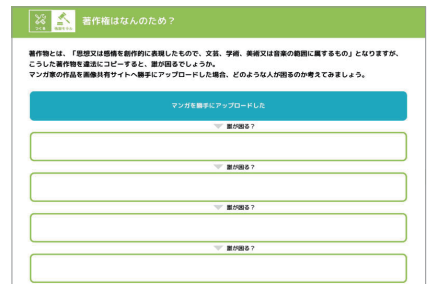 著作権はなんのため？
著作物とは、「思想又は感情を創作的に表現したもので、文芸、学術、美術又は音楽の範囲に属するもの」となりますが、
こうした著作物を違法にコピーすると、誰が困るでしょうか。
マンガ家の作品を画像共有サイトへ勝手にアップロードした場合、どのような人が困るのか考えてみましょう。
マンガを勝手にアップロードした
誰が困る？
誰が困る？
誰が困る？
誰が困る？